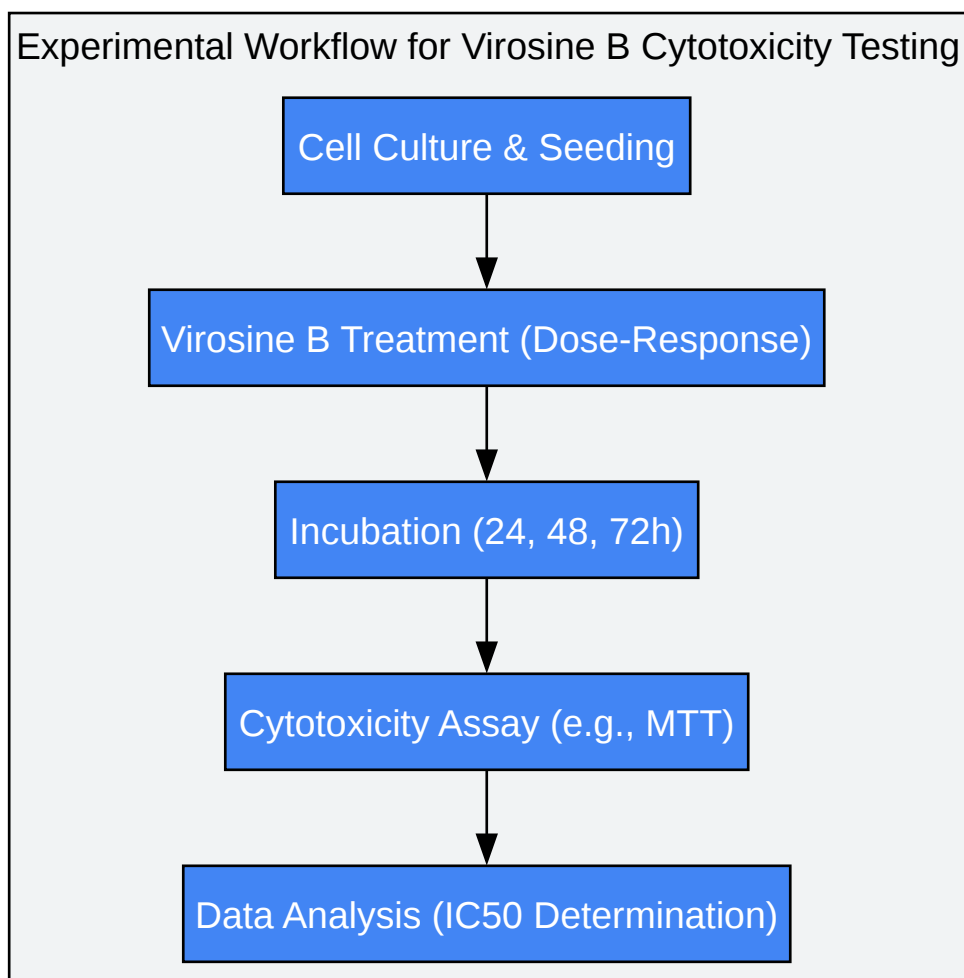 Experimental Workflow for Virosine B Cytotoxicity Testing
Cell Culture & Seeding
Virosine B Treatment (Dose-Response)
Incubation (24, 48, 72h)
Cytotoxicity Assay (e.g., MTT)
Data Analysis (IC50 Determination)